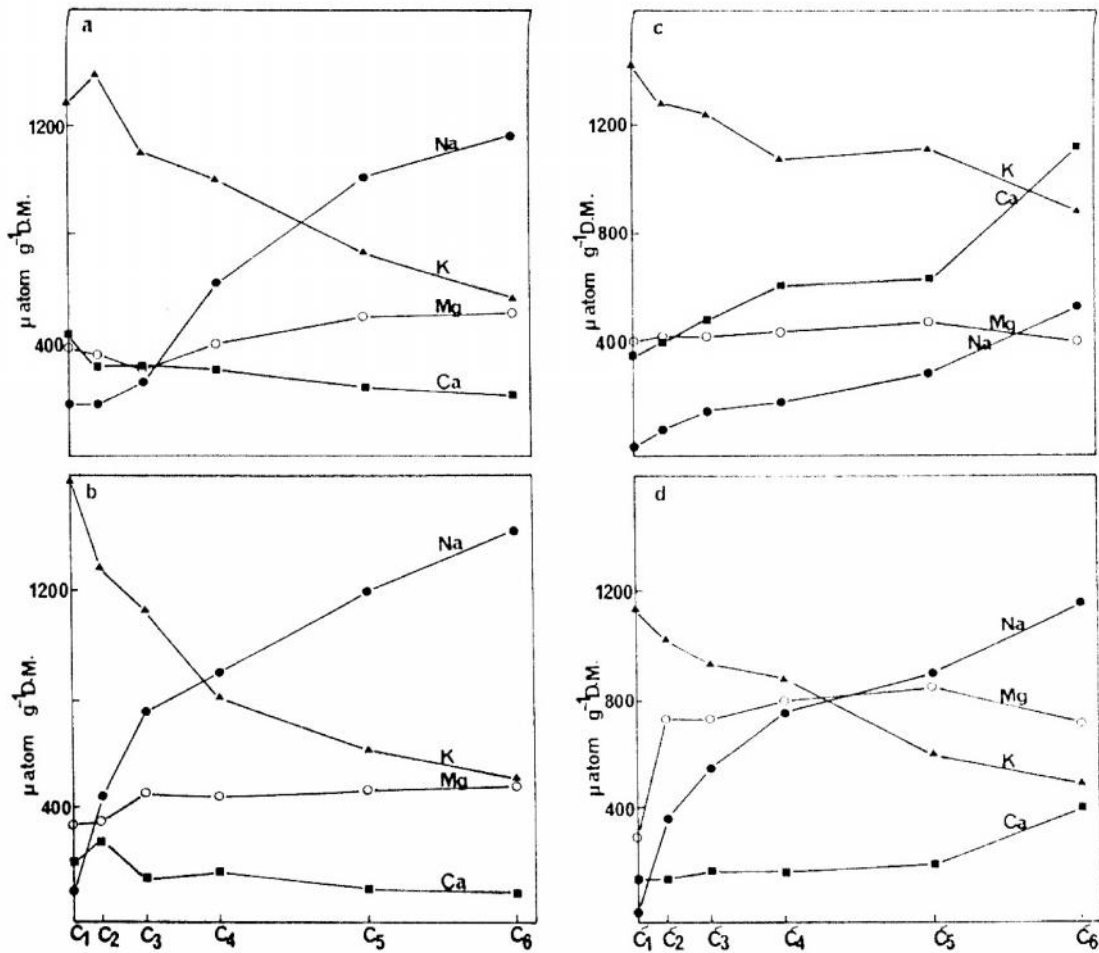 a
1200
400
μ atom g⁻¹D.M.
Na
K
Mg
Ca
c
1200
800
400
μ atom g⁻¹D.M.
K
Ca
Mg
Na
b
1200
400
μ atom g⁻¹D.M.
Na
K
Mg
Ca
C₁ C₂ C₃ C₄ C₅ C₆
d
1200
800
400
μ atom g⁻¹D.M.
Na
Mg
K
Ca
C₁ C₂ C₃ C₄ C₅ C₆